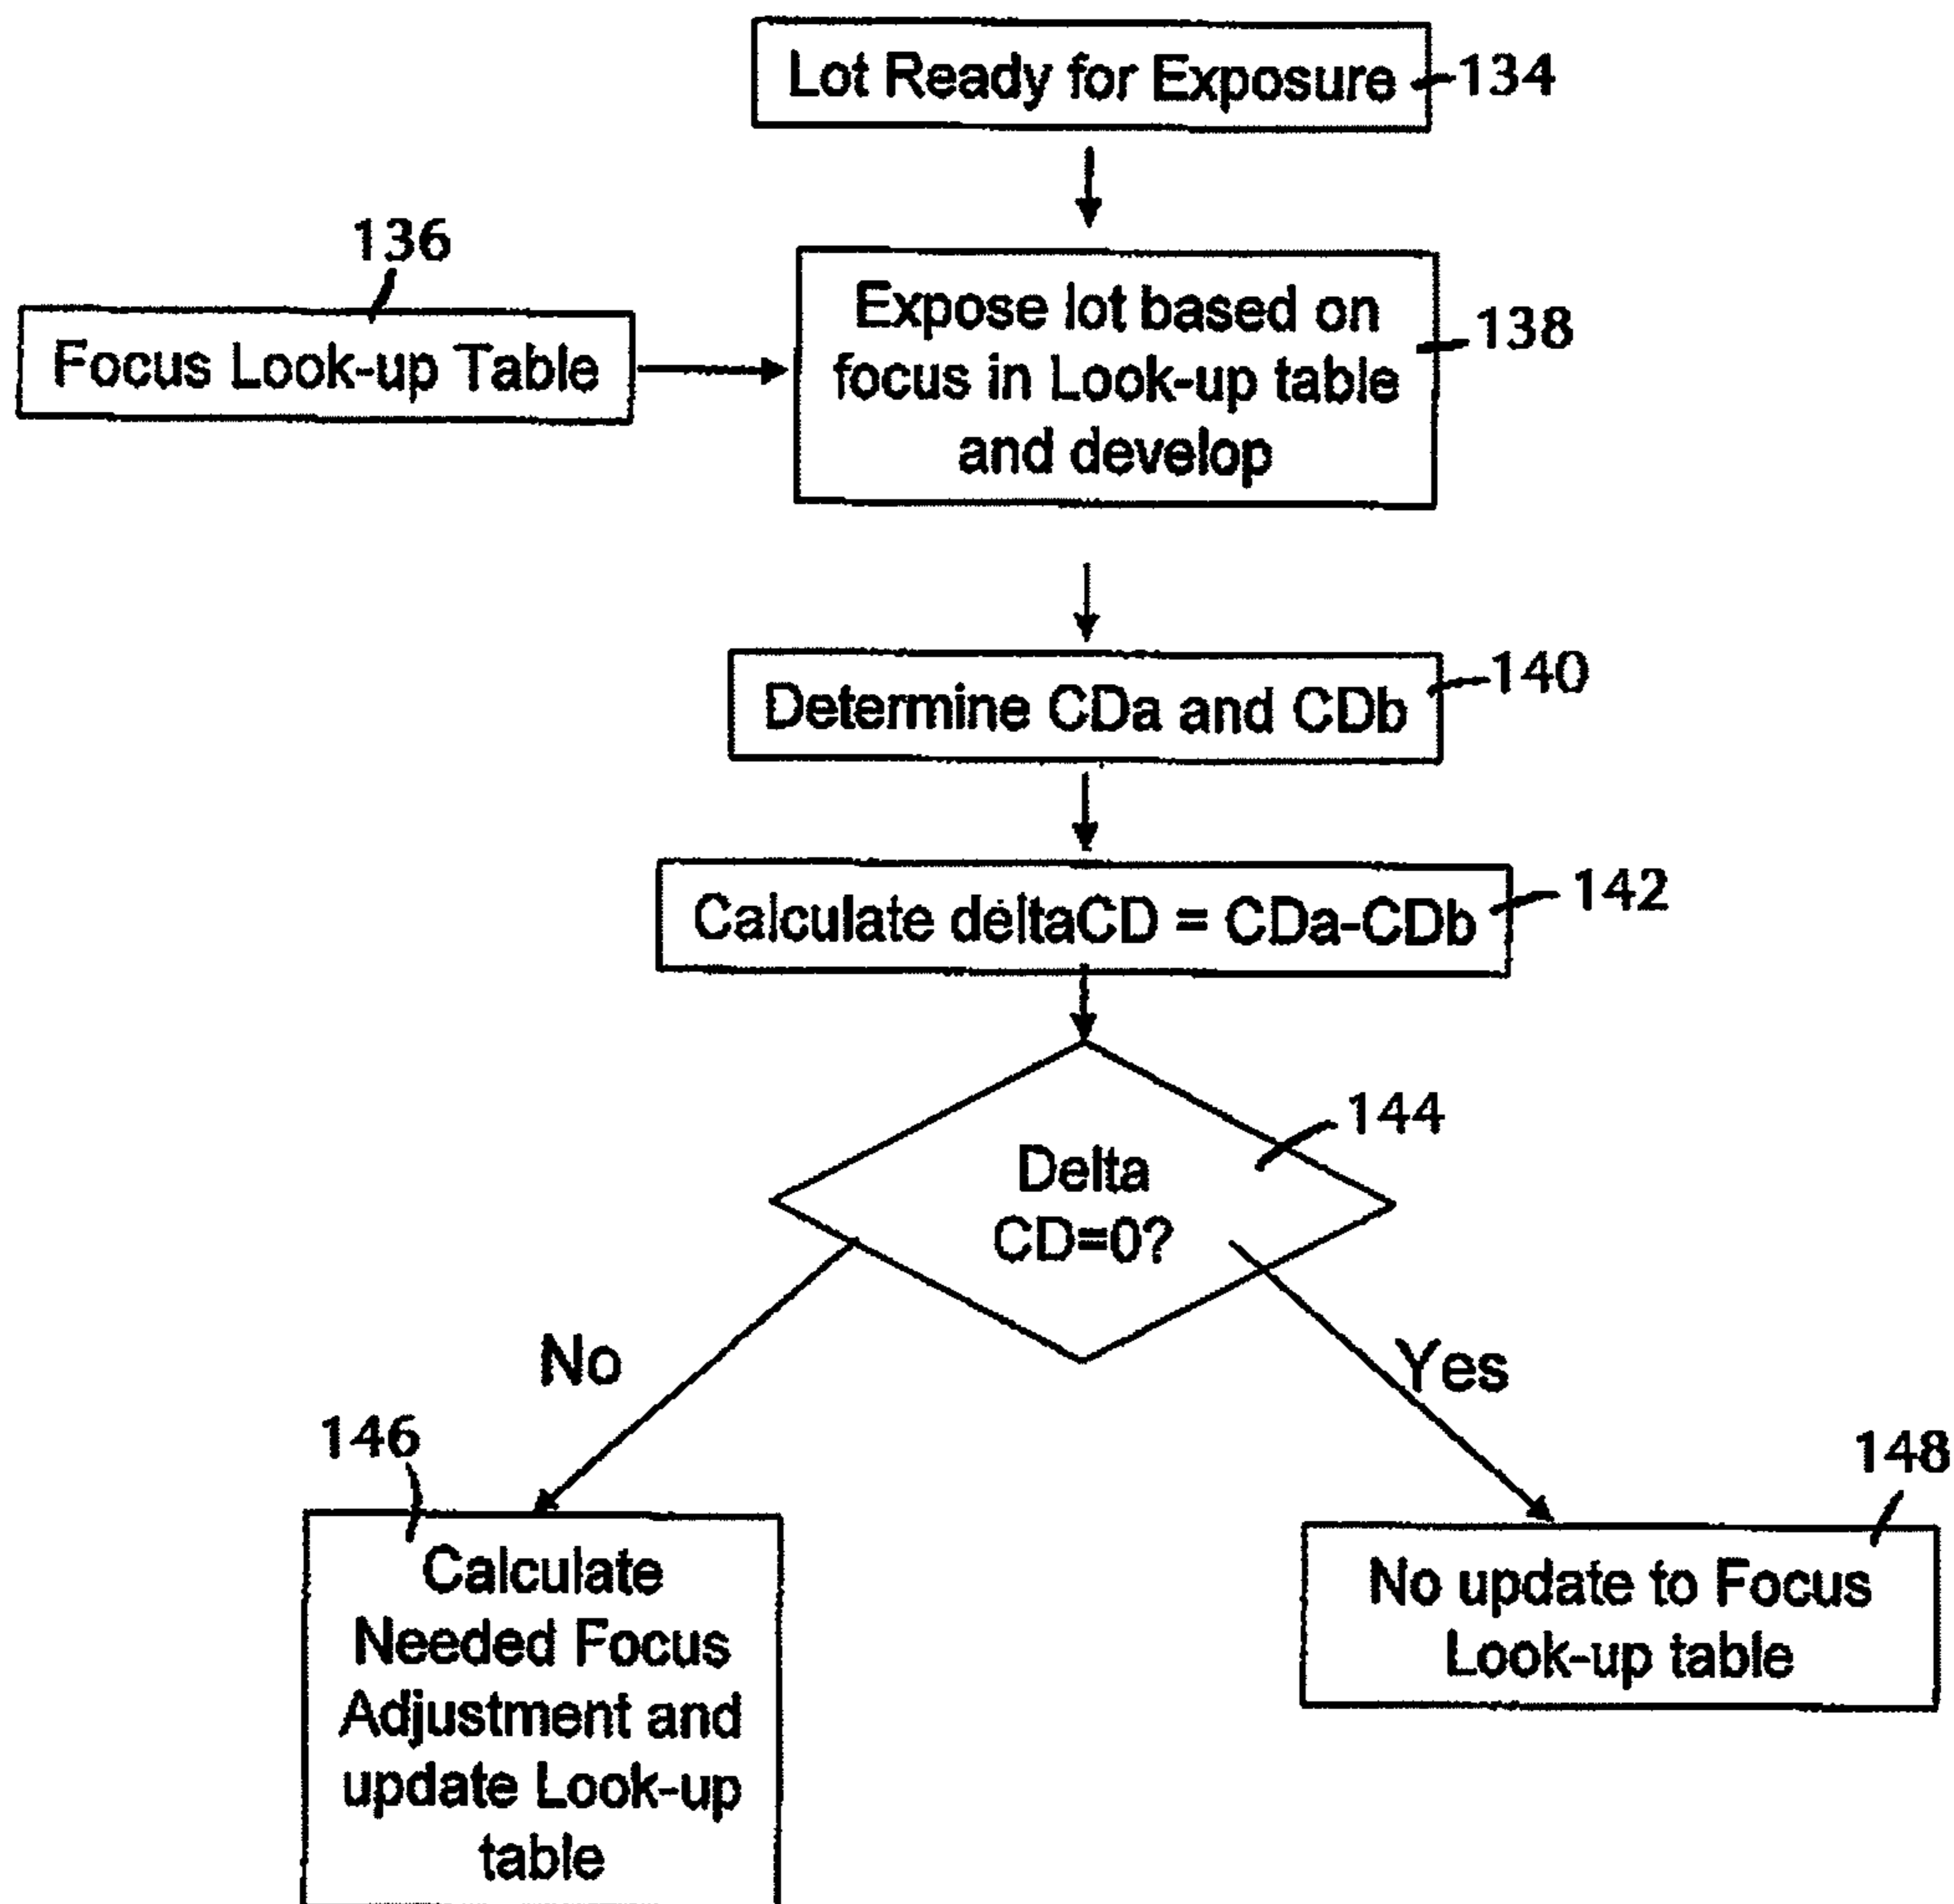 Lot Ready for Exposure
134
136
Focus Look-up Table
Expose lot based on
focus in Look-up table
and develop
138
Determine CDa and CDb
140
Calculate deltaCD = CDa-CDb
142
144
Delta
CD=0?
No
Yes
146
Calculate
Needed Focus
Adjustment and
update Look-up
table
148
No update to Focus
Look-up table